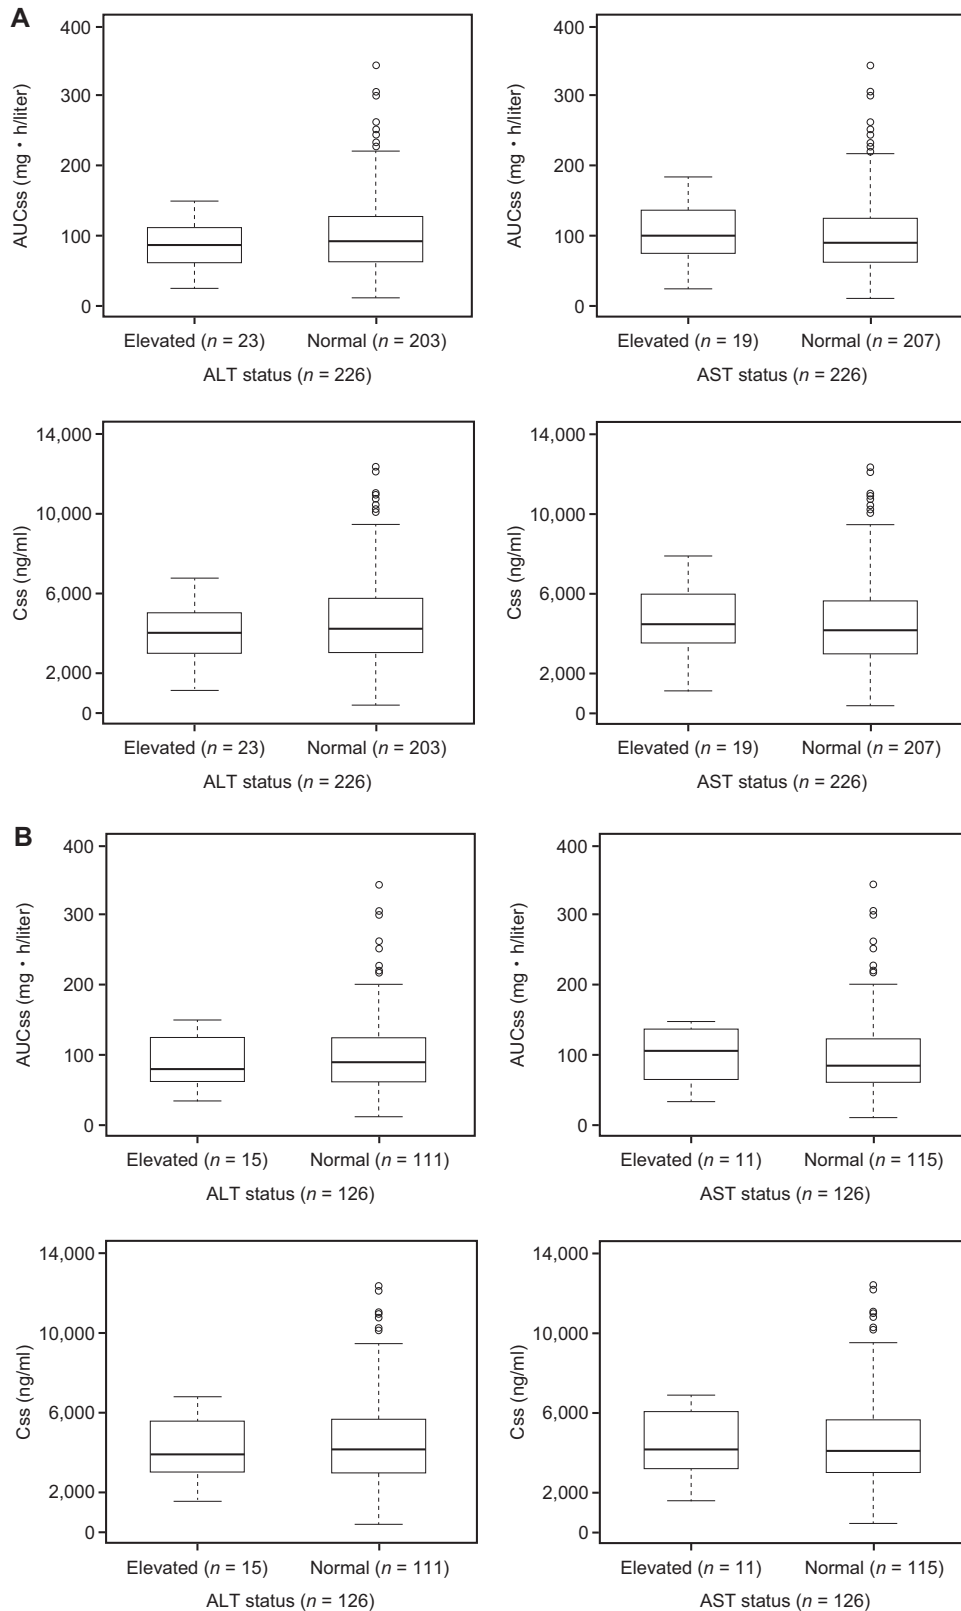 A
400
300
200
100
0
AUCss (mg • h/liter)
Elevated (n = 23) Normal (n = 203)
ALT status (n = 226)
400
300
200
100
0
AUCss (mg • h/liter)
Elevated (n = 19) Normal (n = 207)
AST status (n = 226)
14,000
10,000
6,000
2,000
0
Css (ng/ml)
Elevated (n = 23) Normal (n = 203)
ALT status (n = 226)
14,000
10,000
6,000
2,000
0
Css (ng/ml)
Elevated (n = 19) Normal (n = 207)
AST status (n = 226)
B
400
300
200
100
0
AUCss (mg • h/liter)
Elevated (n = 15) Normal (n = 111)
ALT status (n = 126)
400
300
200
100
0
AUCss (mg • h/liter)
Elevated (n = 11) Normal (n = 115)
AST status (n = 126)
14,000
10,000
6,000
2,000
0
Css (ng/ml)
Elevated (n = 15) Normal (n = 111)
ALT status (n = 126)
14,000
10,000
6,000
2,000
0
Css (ng/ml)
Elevated (n = 11) Normal (n = 115)
AST status (n = 126)